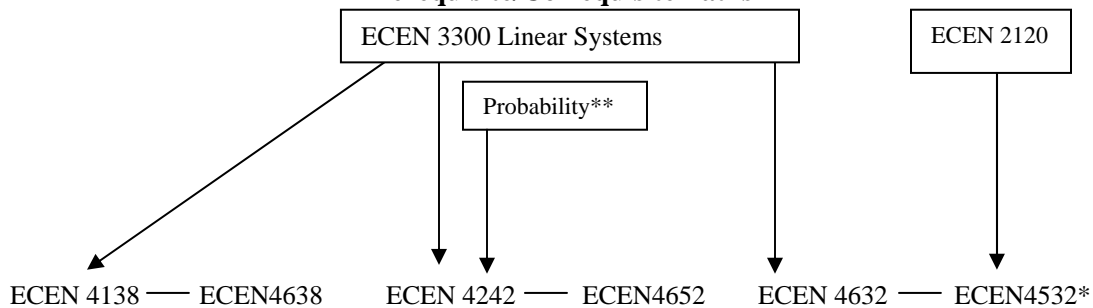 ECEN 3300 Linear Systems
ECEN 2120
Probability**
ECEN 4138 ECEN4638 ECEN 4242 ECEN4652 ECEN 4632 ECEN4532*